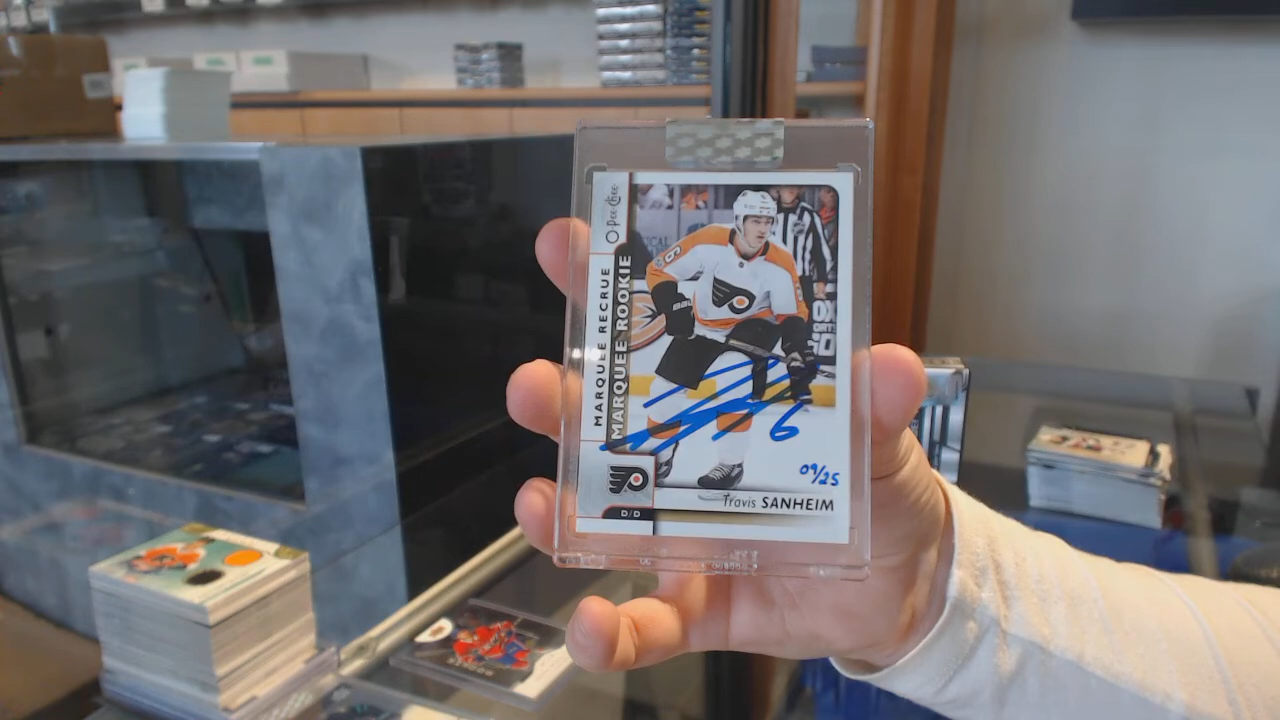 O-Pee-Chee
MARQUEE RECRUE
MARQUEE ROOKIE
6
09/25
Travis SANHEIM
D/D